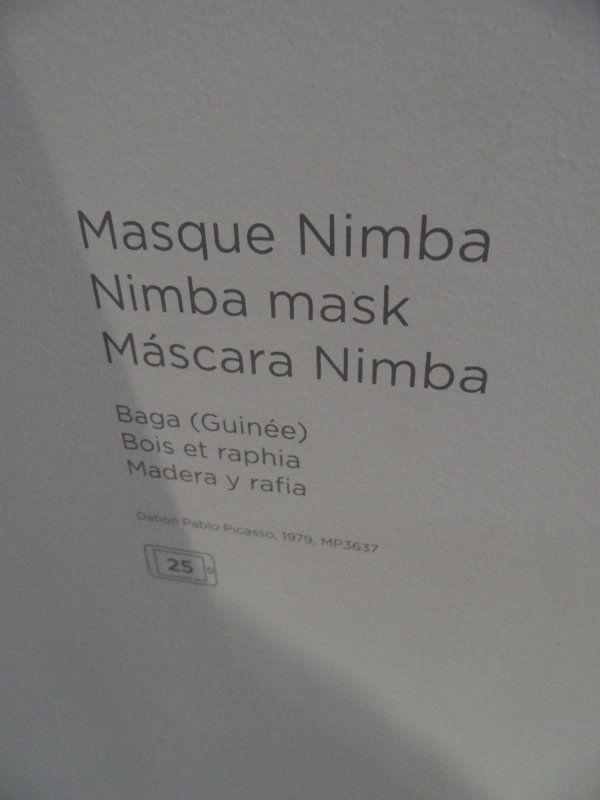 Masque Nimba
Nimba mask
Máscara Nimba
Baga (Guinée)
Bois et raphia
Madera y rafia
Dation Pablo Picasso, 1979, MP3637
25